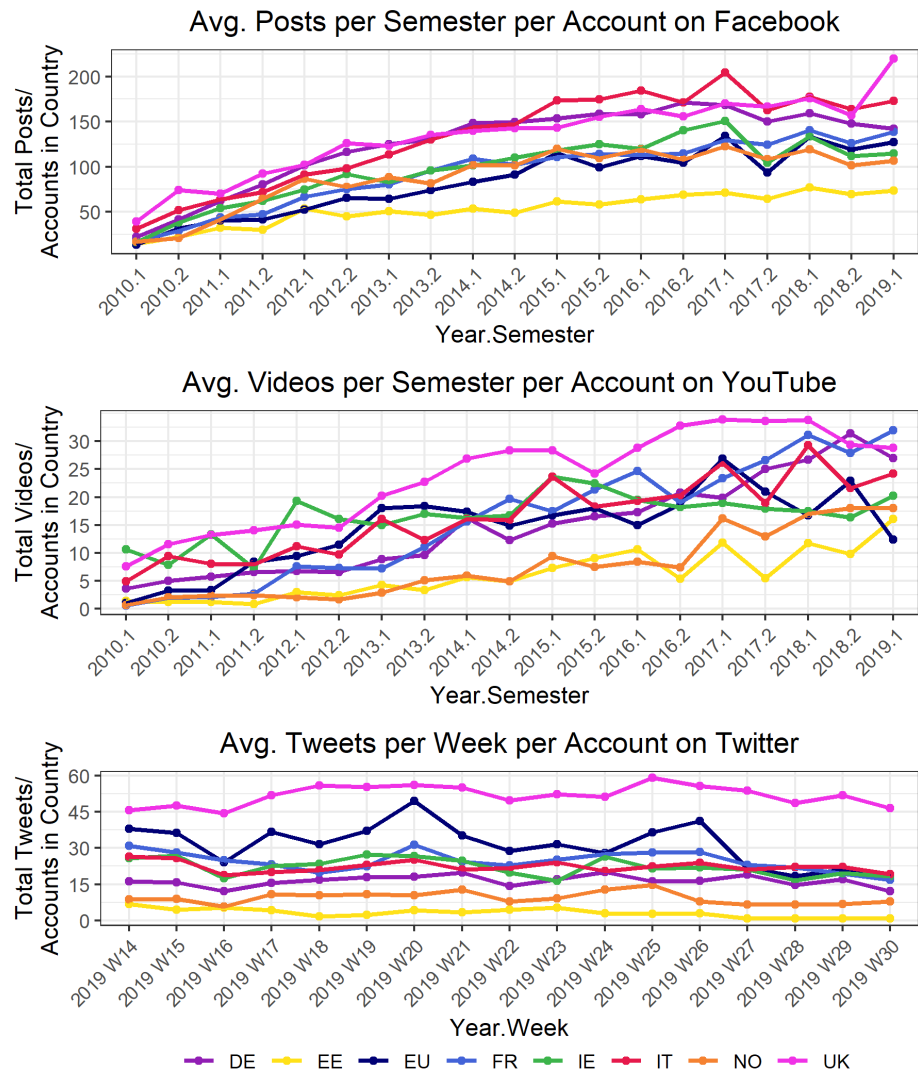 Avg. Posts per Semester per Account on Facebook
Total Posts/
Accounts in Country
200
150
100
50
2010.1 2010.2 2011.1 2011.2 2012.1 2012.2 2013.1 2013.2 2014.1 2014.2 2015.1 2015.2 2016.1 2016.2 2017.1 2017.2 2018.1 2018.2 2019.1
Year.Semester
Avg. Videos per Semester per Account on YouTube
Total Videos/
Accounts in Country
30
25
20
15
10
5
0
2010.1 2010.2 2011.1 2011.2 2012.1 2012.2 2013.1 2013.2 2014.1 2014.2 2015.1 2015.2 2016.1 2016.2 2017.1 2017.2 2018.1 2018.2 2019.1
Year.Semester
Avg. Tweets per Week per Account on Twitter
Total Tweets/
Accounts in Country
60
45
30
15
0
2019 W14 2019 W15 2019 W16 2019 W17 2019 W18 2019 W19 2019 W20 2019 W21 2019 W22 2019 W23 2019 W24 2019 W25 2019 W26 2019 W27 2019 W28 2019 W29 2019 W30
Year.Week
DE EE EU FR IE IT NO UK